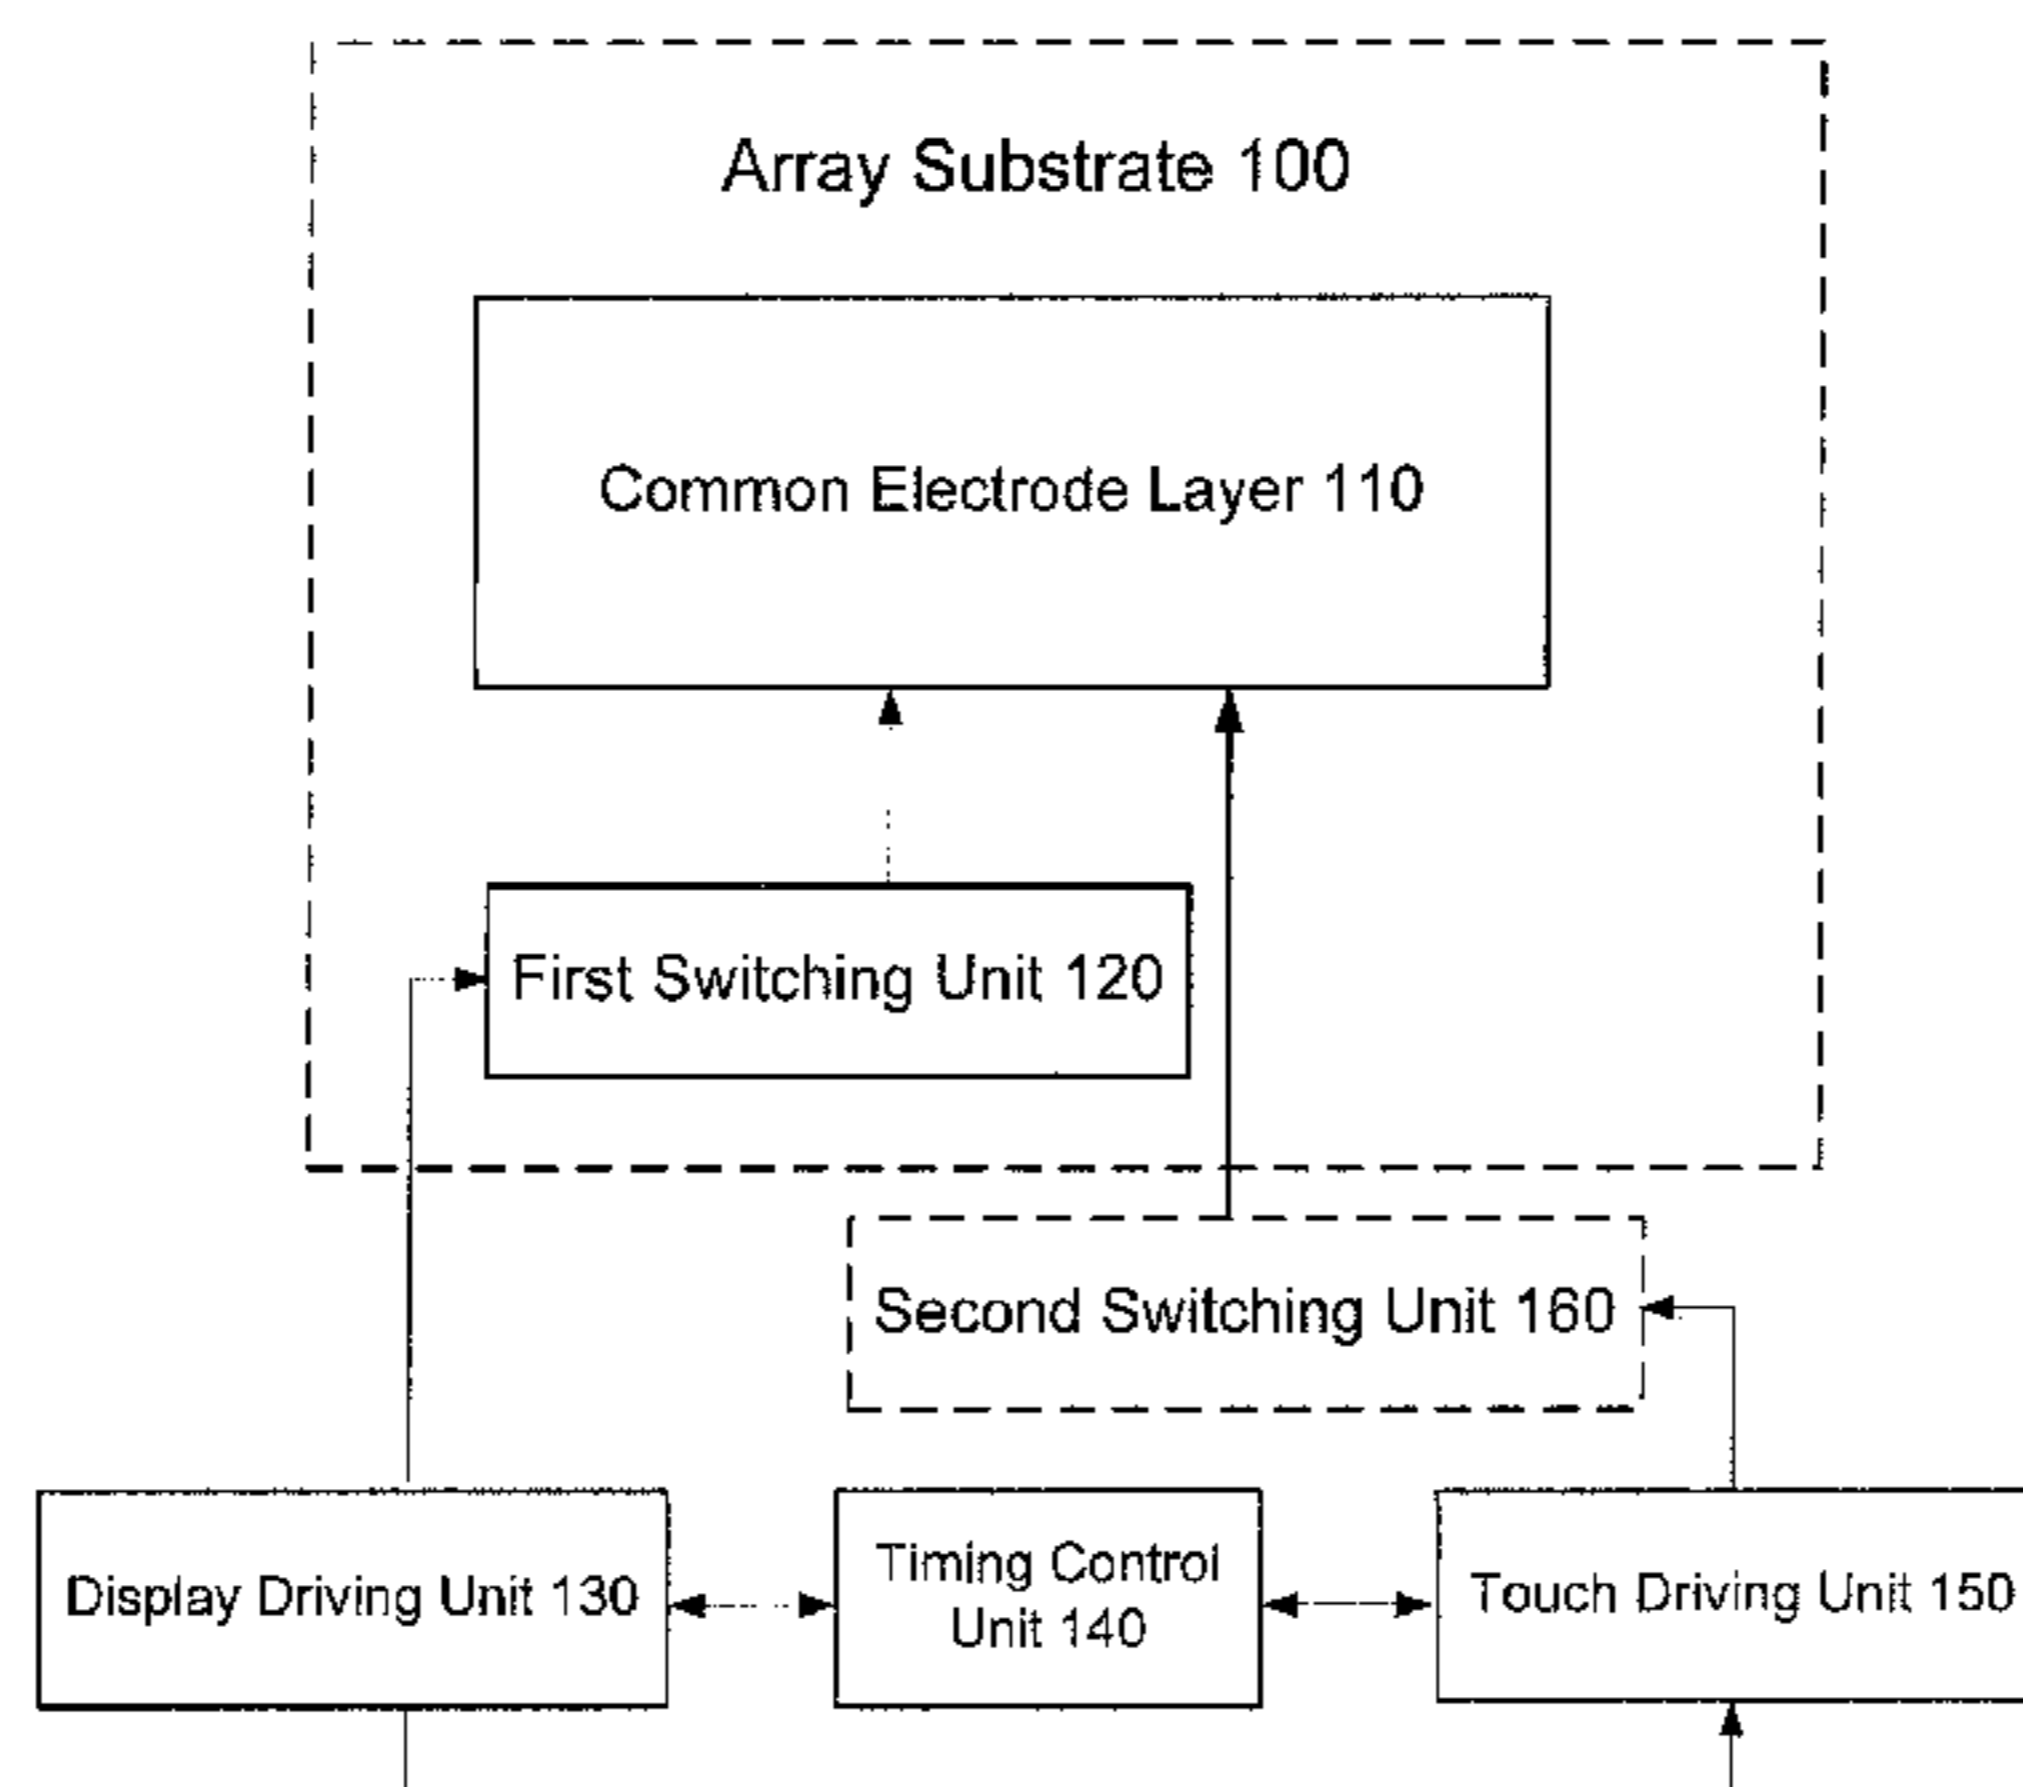 Array Substrate 100
Common Electrode Layer 110
First Switching Unit 120
Second Switching Unit 160
Display Driving Unit 130
Timing Control
Unit 140
Touch Driving Unit 150